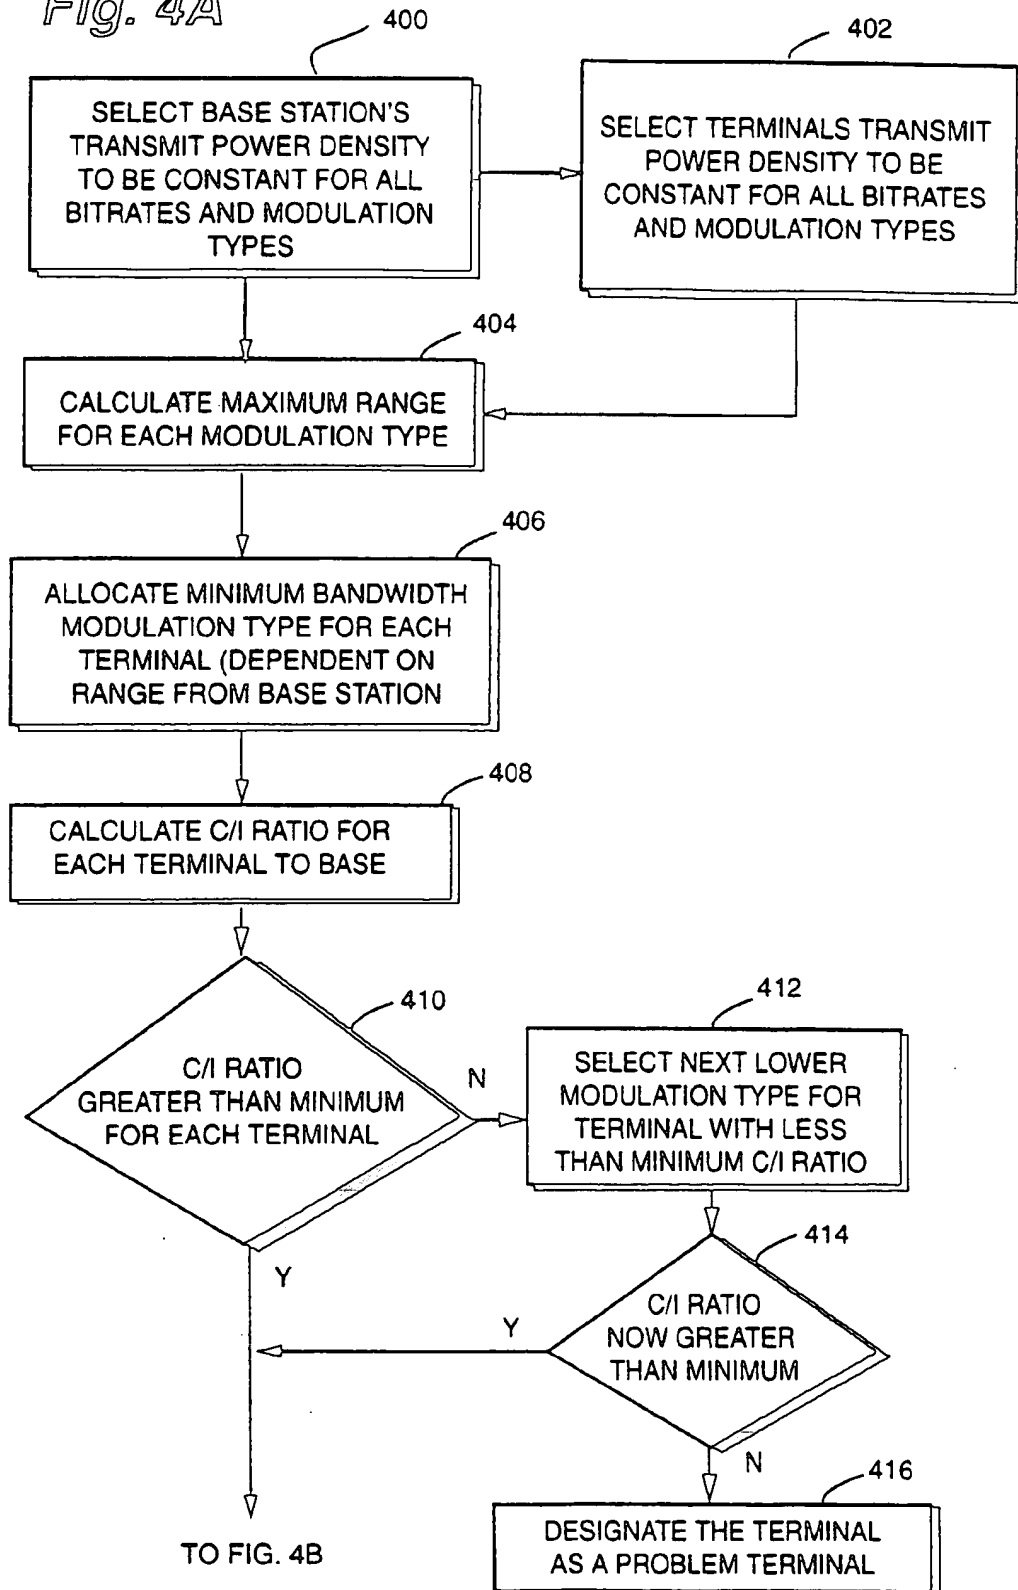 Fig. 4A
400
402
SELECT BASE STATION'S
TRANSMIT POWER DENSITY
TO BE CONSTANT FOR ALL
BITRATES AND MODULATION
TYPES
SELECT TERMINALS TRANSMIT
POWER DENSITY TO BE
CONSTANT FOR ALL BITRATES
AND MODULATION TYPES
404
CALCULATE MAXIMUM RANGE
FOR EACH MODULATION TYPE
406
ALLOCATE MINIMUM BANDWIDTH
MODULATION TYPE FOR EACH
TERMINAL (DEPENDENT ON
RANGE FROM BASE STATION
408
CALCULATE C/I RATIO FOR
EACH TERMINAL TO BASE
410
C/I RATIO
GREATER THAN MINIMUM
FOR EACH TERMINAL
N
Y
412
SELECT NEXT LOWER
MODULATION TYPE FOR
TERMINAL WITH LESS
THAN MINIMUM C/I RATIO
414
C/I RATIO
NOW GREATER
THAN MINIMUM
Y
N
416
DESIGNATE THE TERMINAL
AS A PROBLEM TERMINAL
TO FIG. 4B